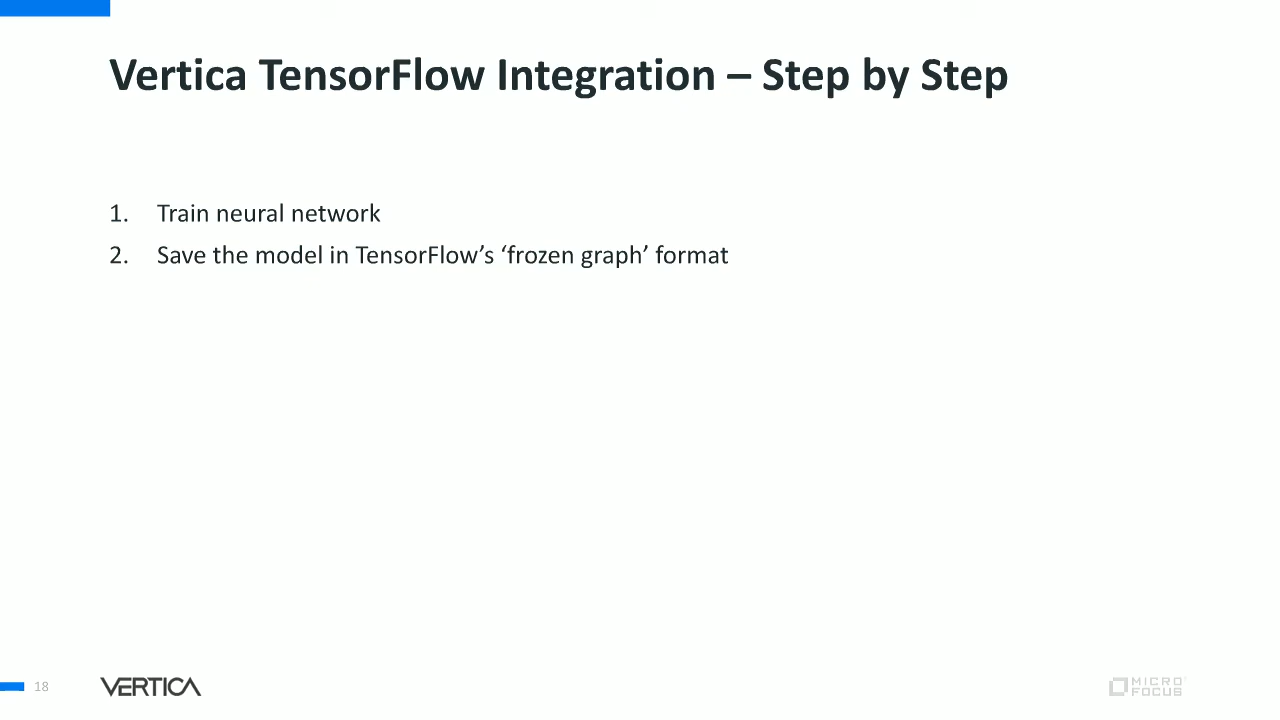 Vertica TensorFlow Integration – Step by Step
1. Train neural network
2. Save the model in TensorFlow’s ‘frozen graph’ format
18
VERTICA
MICRO
FOCUS